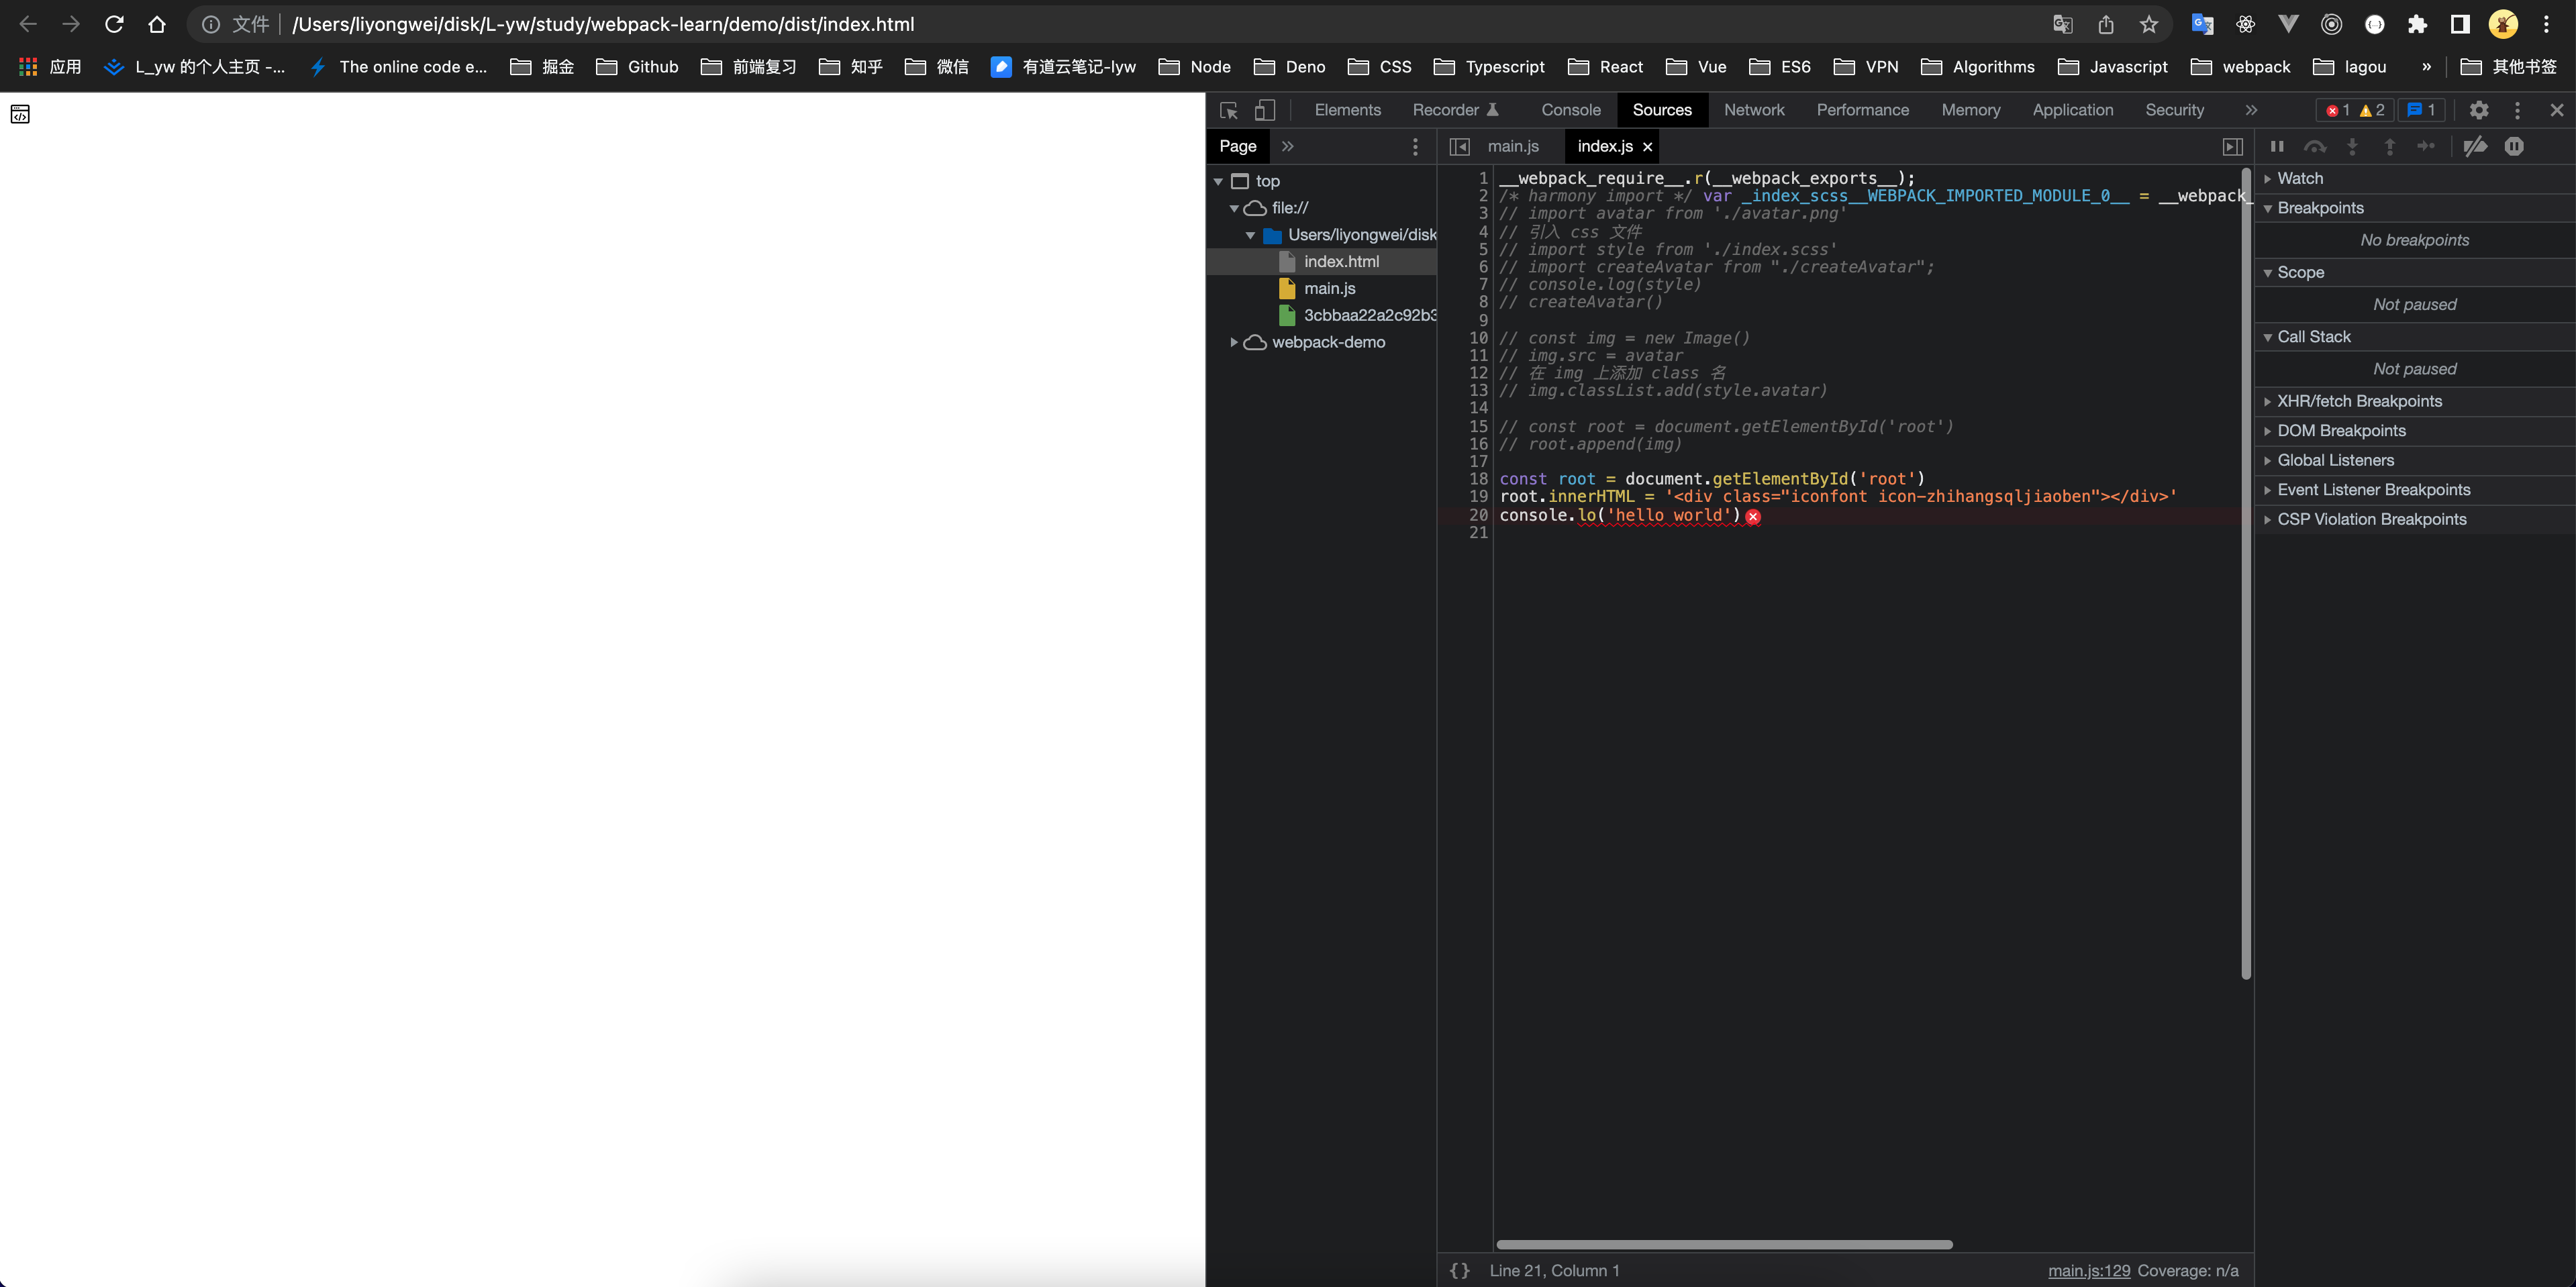 文件 /Users/liyongwei/disk/L-yw/study/webpack-learn/demo/dist/index.html
应用 L_yw 的个人主页 -... The online code e... 掘金 Github 前端复习 知乎 微信 有道云笔记-lyw Node Deno CSS Typescript React Vue ES6 VPN Algorithms Javascript webpack lagou » 其他书签
Elements Recorder Console Sources Network Performance Memory Application Security » 1 2 1
Page » main.js index.js ×
top
file://
Users/liyongwei/disk
index.html
main.js
3cbbaa22a2c92b3
webpack-demo
1 __webpack_require__.r(__webpack_exports__);
2 /* harmony import */ var _index_scss__WEBPACK_IMPORTED_MODULE_0__ = __webpack_
3 // import avatar from './avatar.png'
4 // 引入 css 文件
5 // import style from './index.scss'
6 // import createAvatar from "./createAvatar";
7 // console.log(style)
8 // createAvatar()
9
10 // const img = new Image()
11 // img.src = avatar
12 // 在 img 上添加 class 名
13 // img.classList.add(style.avatar)
14
15 // const root = document.getElementById('root')
16 // root.append(img)
17
18 const root = document.getElementById('root')
19 root.innerHTML = '<div class="iconfont icon-zhihangsqljiaoben"></div>'
20 console.lo('hello world')
21
Watch
Breakpoints
No breakpoints
Scope
Not paused
Call Stack
Not paused
XHR/fetch Breakpoints
DOM Breakpoints
Global Listeners
Event Listener Breakpoints
CSP Violation Breakpoints
{} Line 21, Column 1 main.js:129 Coverage: n/a